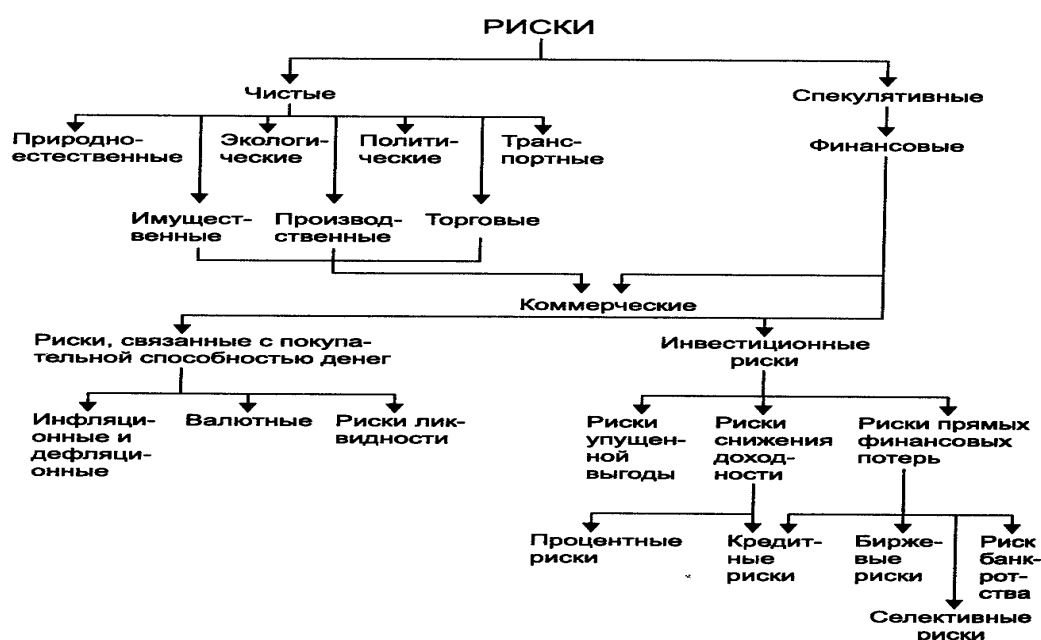 РИСКИ
Чистые
Спекулятивные
Природно-
естественные
Экологи-
ческие
Полити-
ческие
Транс-
портные
Финансовые
Имущест-
венные
Производ-
ственные
Торговые
Коммерческие
Риски, связанные с покупа-
тельной способностью денег
Инвестиционные
риски
Инфляци-
онные и
дефляци-
онные
Валютные
Риски лик-
видности
Риски
упущен-
ной
выгоды
Риски
снижения
доход-
ности
Риски прямых
финансовых
потерь
Процентные
риски
Кредит-
ные
риски
Бирже-
вые
риски
Риск
банк-
рот-
ства
Селективные
риски